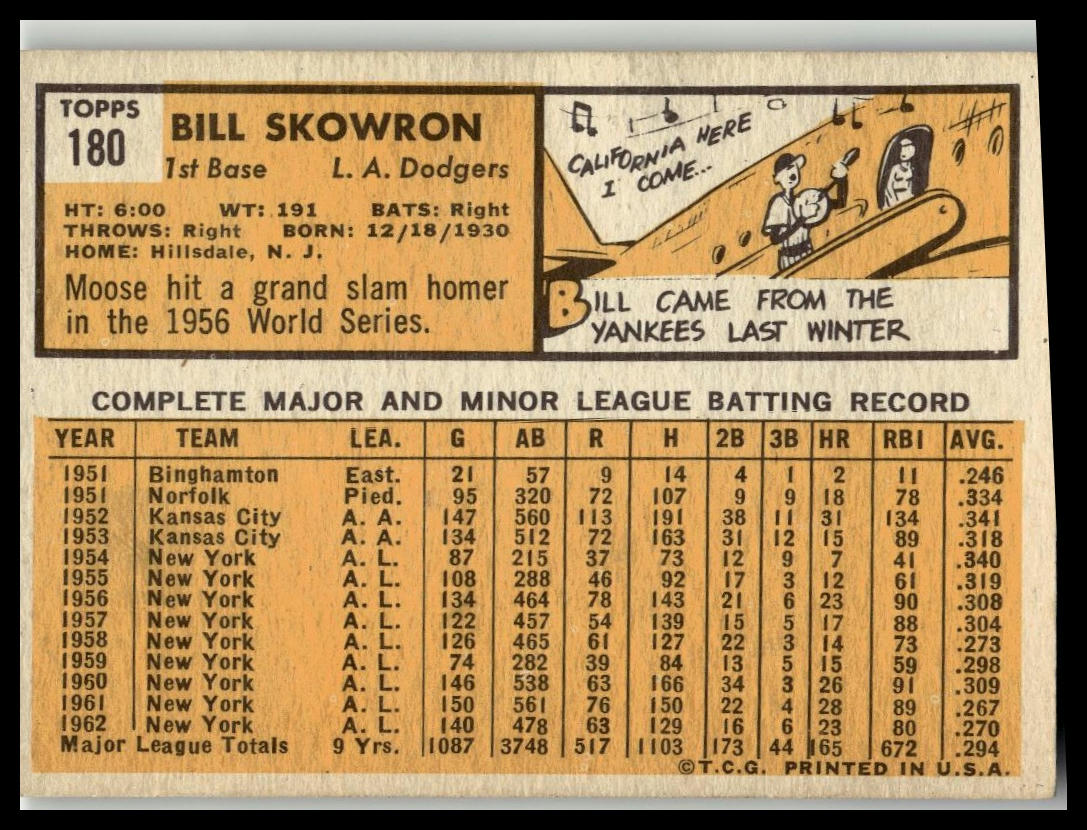 TOPPS
180
BILL SKOWRON
1st Base L. A. Dodgers
HT: 6:00 WT: 191 BATS: Right
THROWS: Right BORN: 12/18/1930
HOME: Hillsdale, N. J.
Moose hit a grand slam homer
in the 1956 World Series.
CALIFORNIA HERE
I COME...
BILL CAME FROM THE
YANKEES LAST WINTER
COMPLETE MAJOR AND MINOR LEAGUE BATTING RECORD
YEAR TEAM LEA. G AB R H 2B 3B HR RBI AVG.
1951 Binghamton East. 21 57 9 14 4 1 2 11 .246
1951 Norfolk Pied. 95 320 72 107 9 9 18 78 .334
1952 Kansas City A. A. 147 560 113 191 38 11 31 134 .341
1953 Kansas City A. A. 134 512 72 163 31 12 15 89 .318
1954 New York A. L. 87 215 37 73 12 9 7 41 .340
1955 New York A. L. 108 288 46 92 17 3 12 61 .319
1956 New York A. L. 134 464 78 143 21 6 23 90 .308
1957 New York A. L. 122 457 54 139 15 5 17 88 .304
1958 New York A. L. 126 465 61 127 22 3 14 73 .273
1959 New York A. L. 74 282 39 84 13 5 15 59 .298
1960 New York A. L. 146 538 63 166 34 3 26 91 .309
1961 New York A. L. 150 561 76 150 22 4 28 89 .267
1962 New York A. L. 140 478 63 129 16 6 23 80 .270
Major League Totals 9 Yrs. 1087 3748 517 1103 173 44 165 672 .294
©T.C.G. PRINTED IN U.S.A.